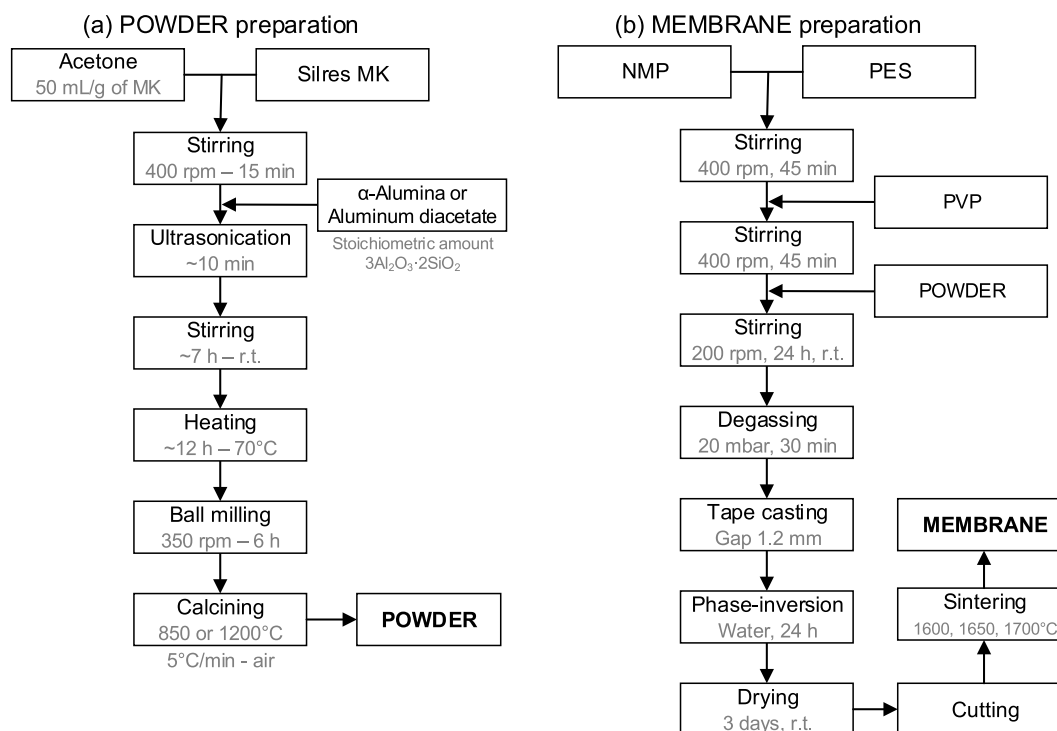 (a) POWDER preparation
Acetone
50 mL/g of MK
Silres MK
Stirring
400 rpm – 15 min
α-Alumina or
Aluminum diacetate
Stoichiometric amount
3Al₂O₃·2SiO₂
Ultrasonication
~10 min
Stirring
~7 h – r.t.
Heating
~12 h – 70°C
Ball milling
350 rpm – 6 h
Calcining
850 or 1200°C
5°C/min - air
POWDER
(b) MEMBRANE preparation
NMP
PES
Stirring
400 rpm, 45 min
PVP
Stirring
400 rpm, 45 min
POWDER
Stirring
200 rpm, 24 h, r.t.
Degassing
20 mbar, 30 min
Tape casting
Gap 1.2 mm
Phase-inversion
Water, 24 h
Drying
3 days, r.t.
Cutting
Sintering
1600, 1650, 1700°C
MEMBRANE